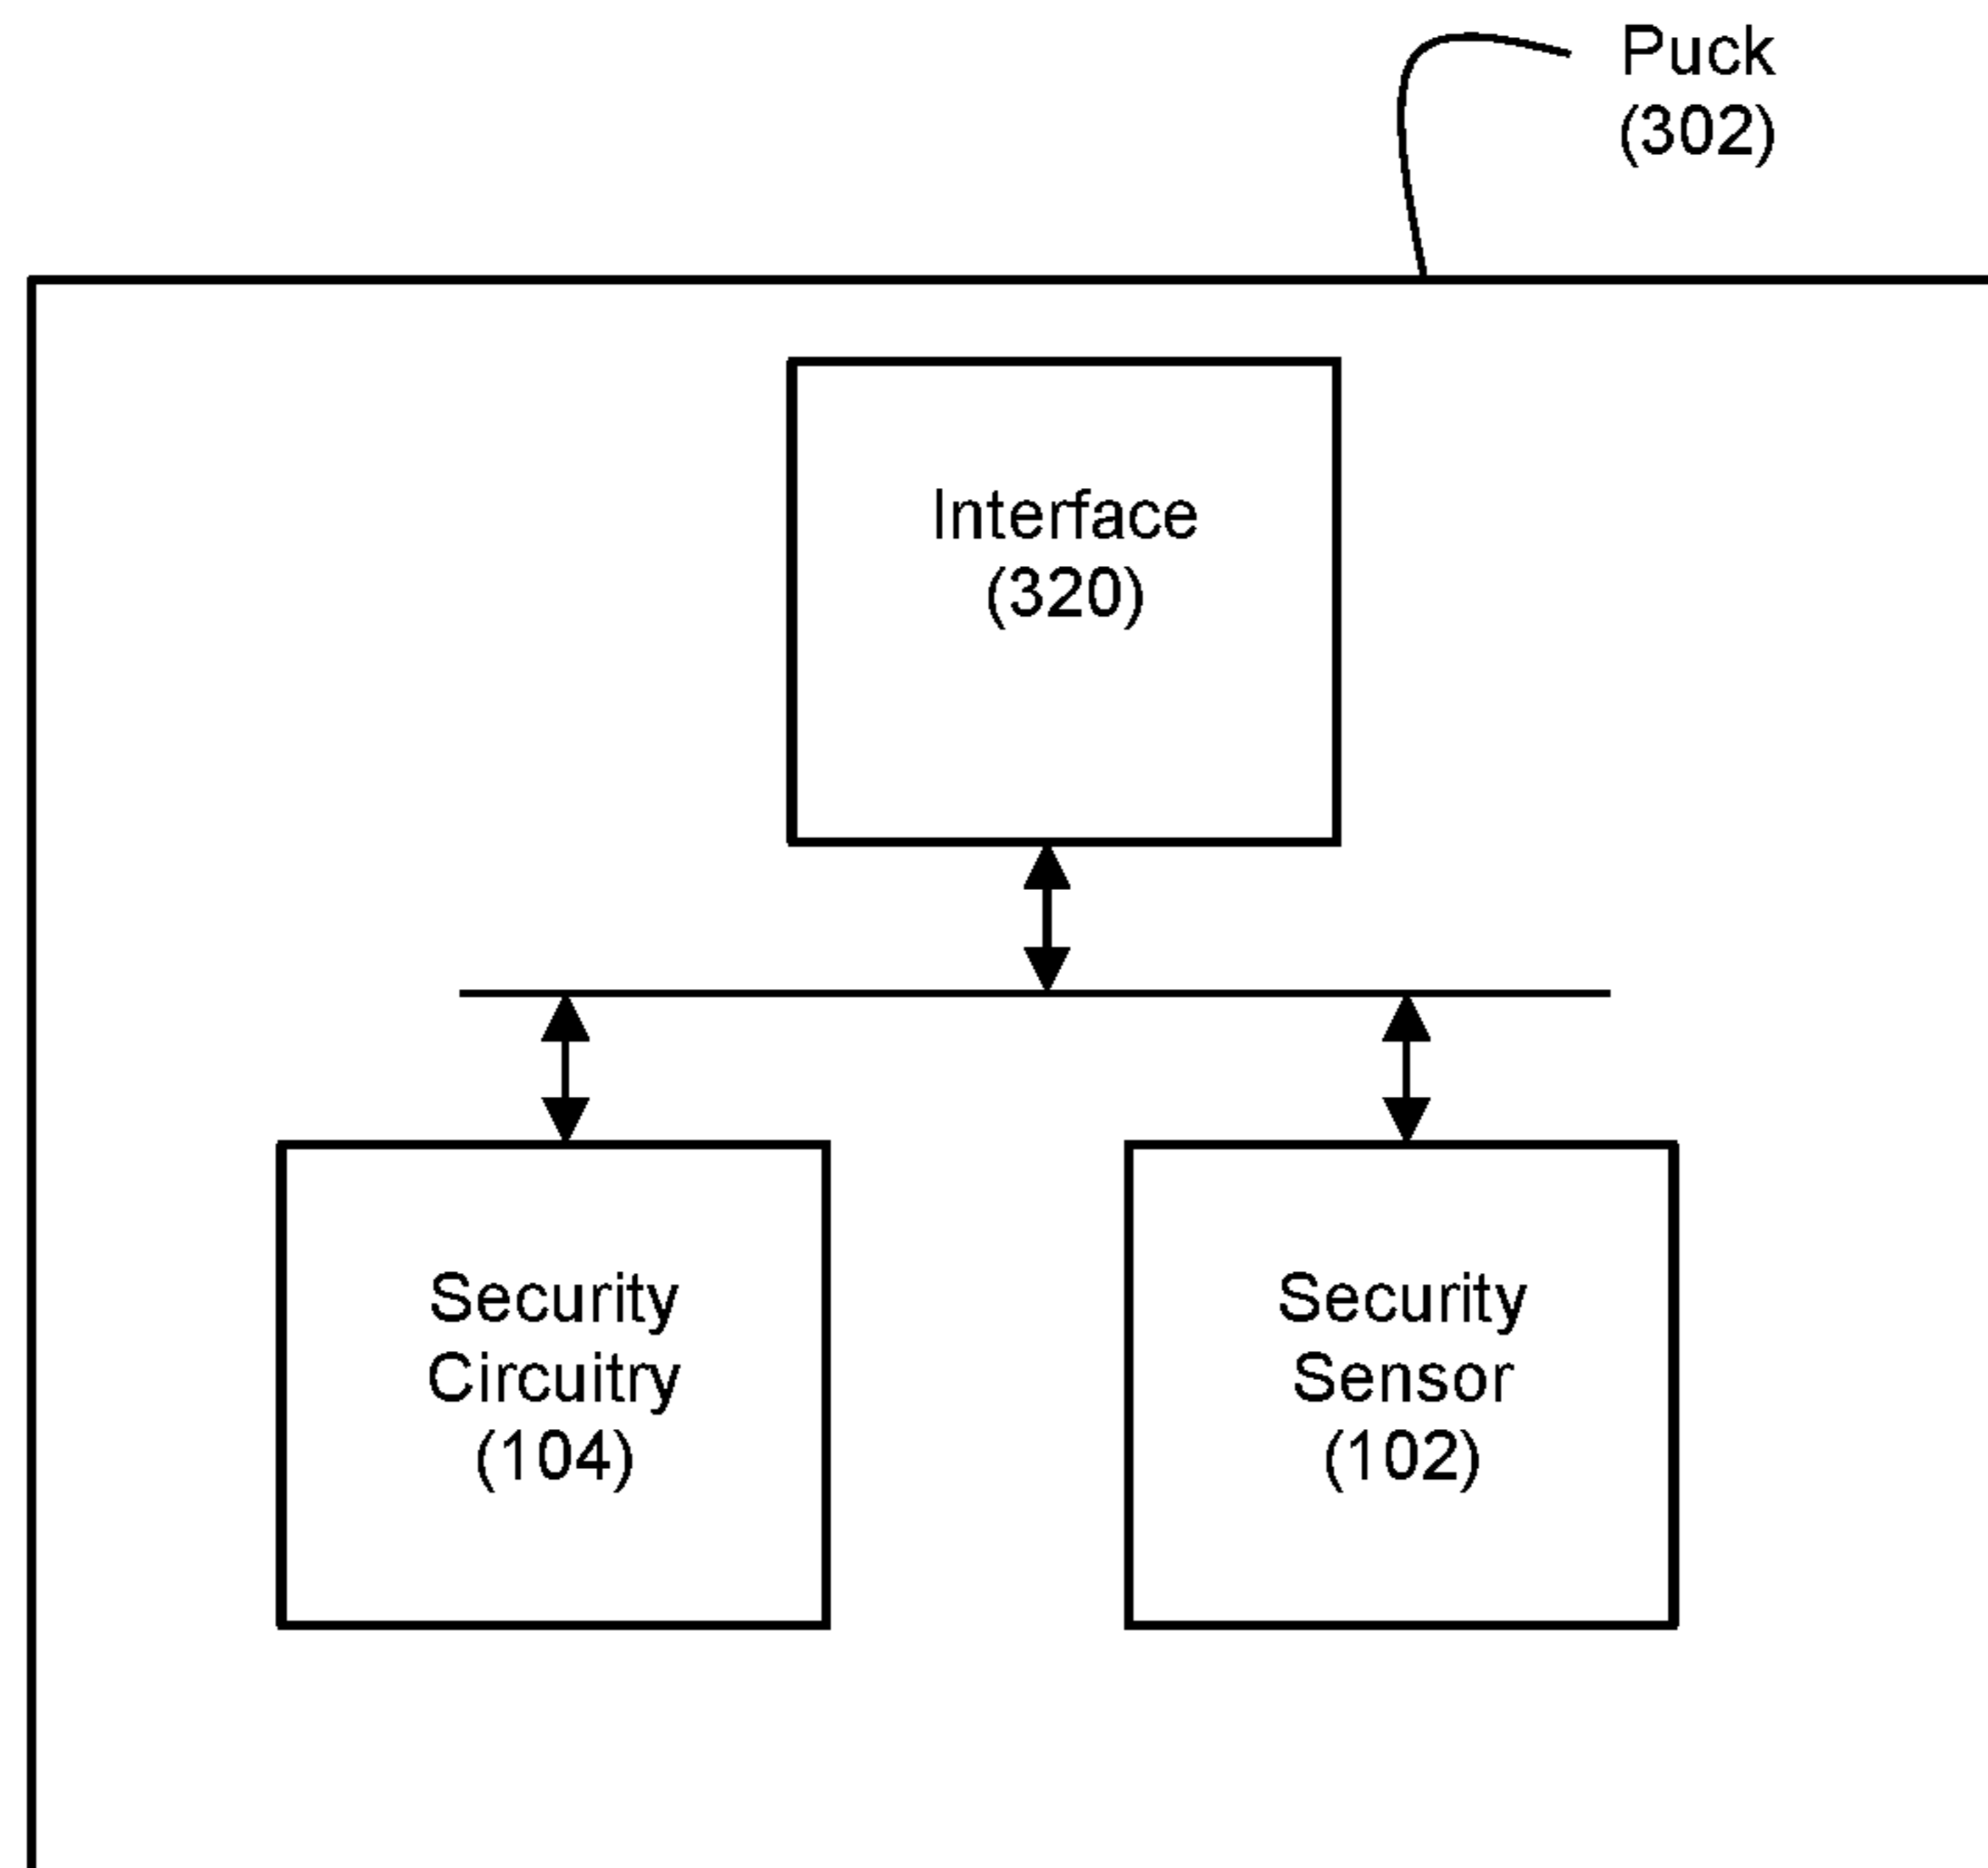 Puck
(302)
Interface
(320)
Security
Circuitry
(104)
Security
Sensor
(102)